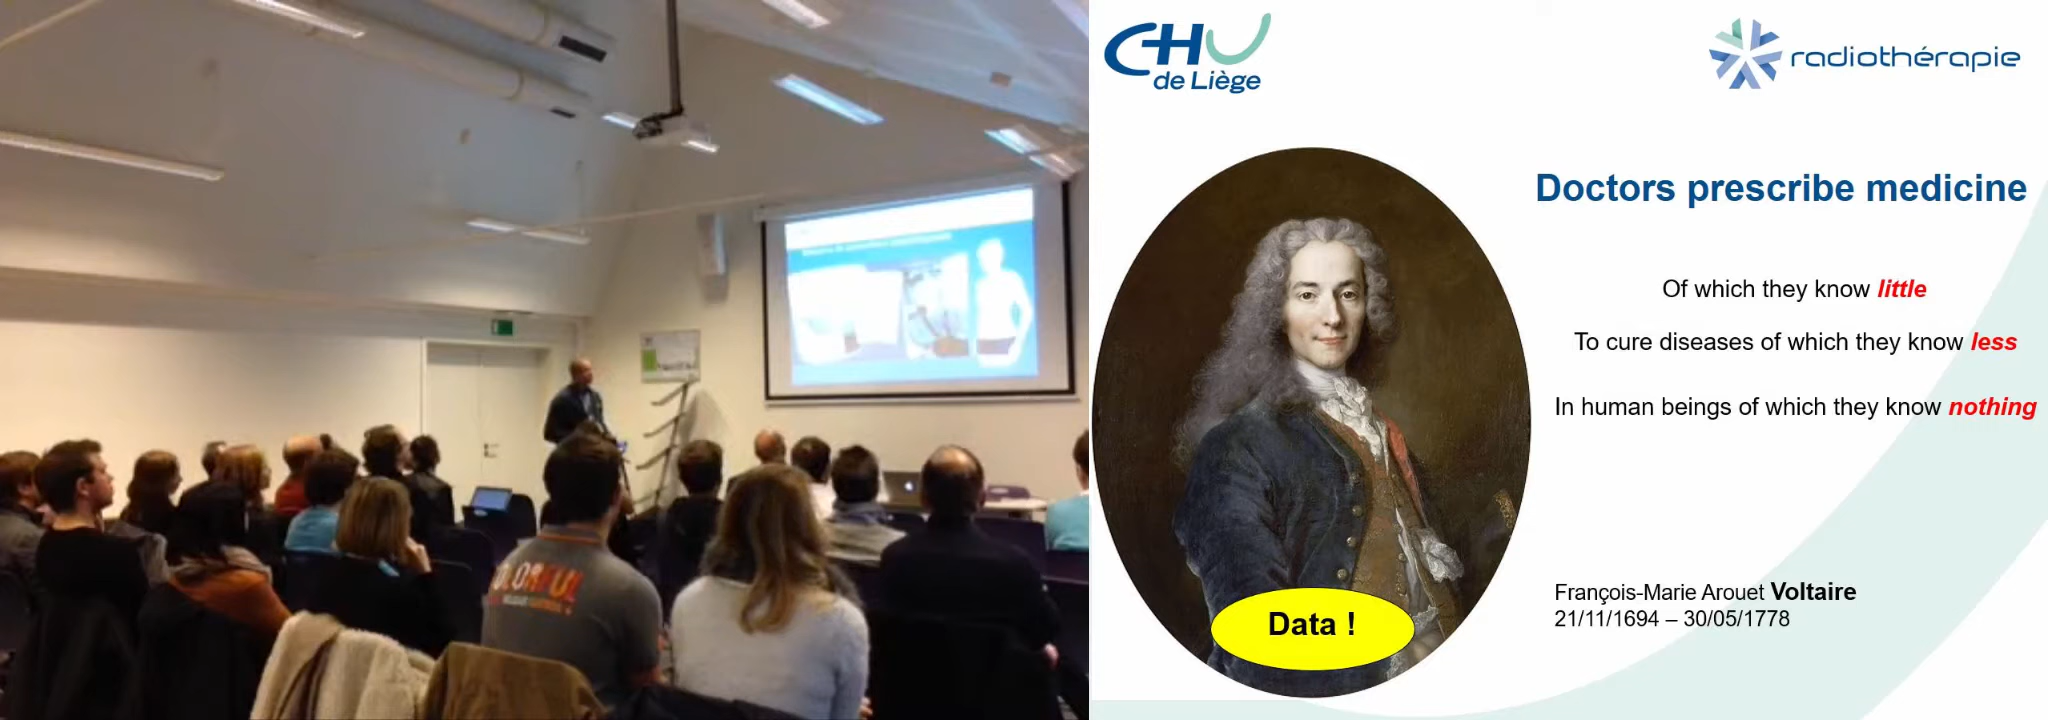 CHU
de Liège
radiothérapie
Doctors prescribe medicine
Of which they know little
To cure diseases of which they know less
In human beings of which they know nothing
Data !
François-Marie Arouet Voltaire
21/11/1694 – 30/05/1778